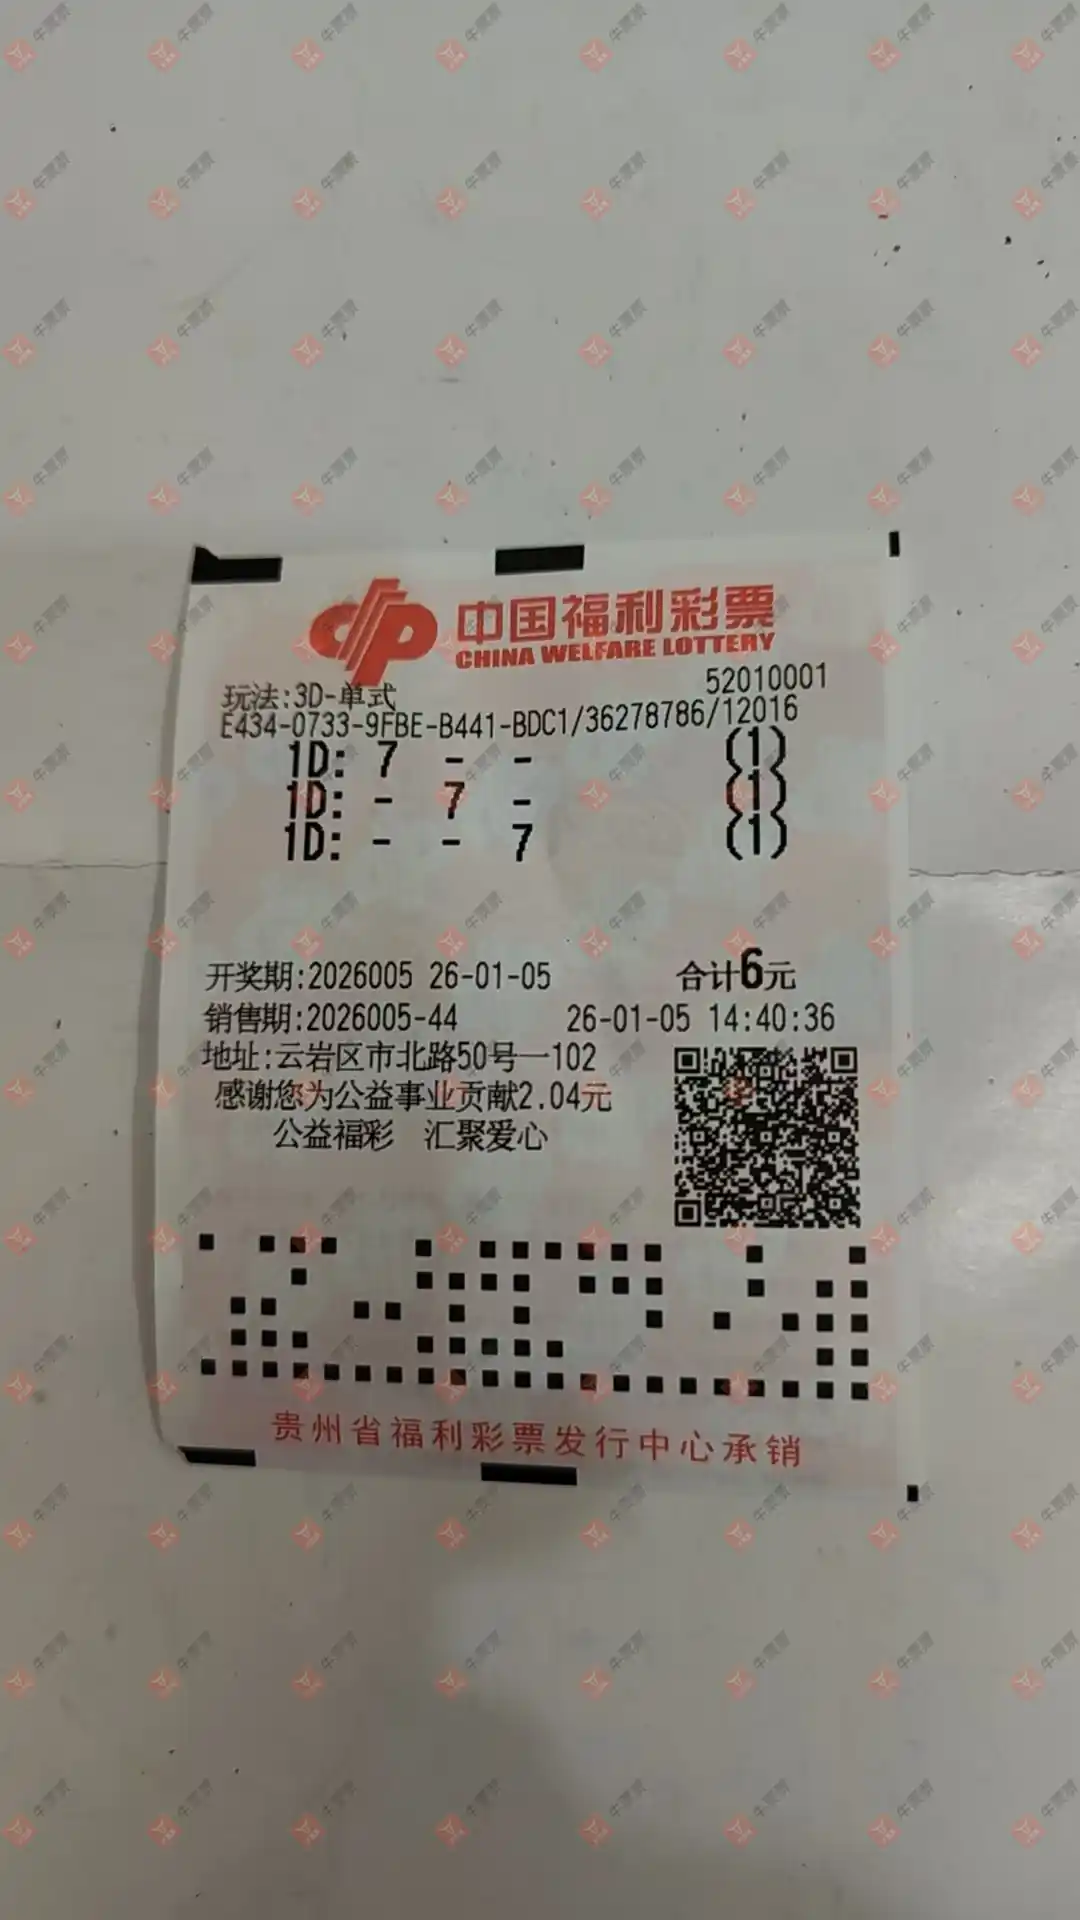 中国福利彩票
CHINA WELFARE LOTTERY
52010001
玩法:3D-单式
E434-0733-9FBE-B441-BDC1/36278786/12016
1D: 7 - - (1)
1D: - 7 - (1)
1D: - - 7 (1)
开奖期:2026005 26-01-05 合计6元
销售期:2026005-44 26-01-05 14:40:36
地址:云岩区市北路50号一102
感谢您为公益事业贡献2.04元
公益福彩 汇聚爱心
贵州省福利彩票发行中心承销